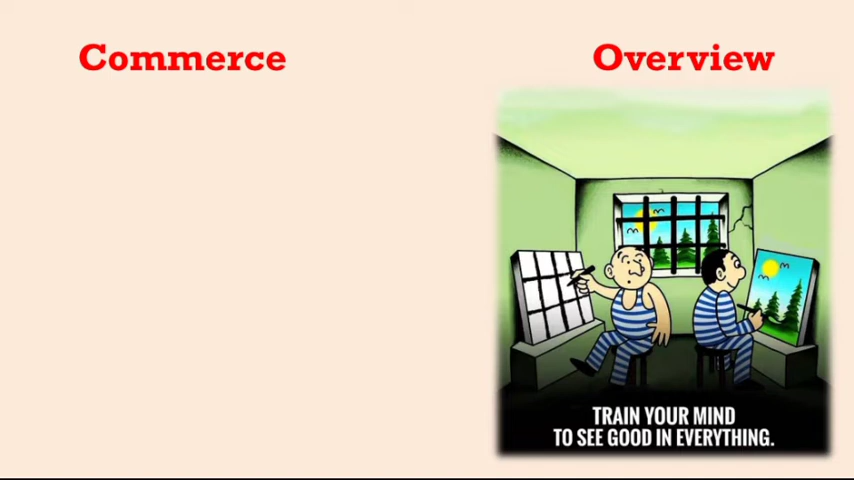 Commerce
Overview
TRAIN YOUR MIND
TO SEE GOOD IN EVERYTHING.